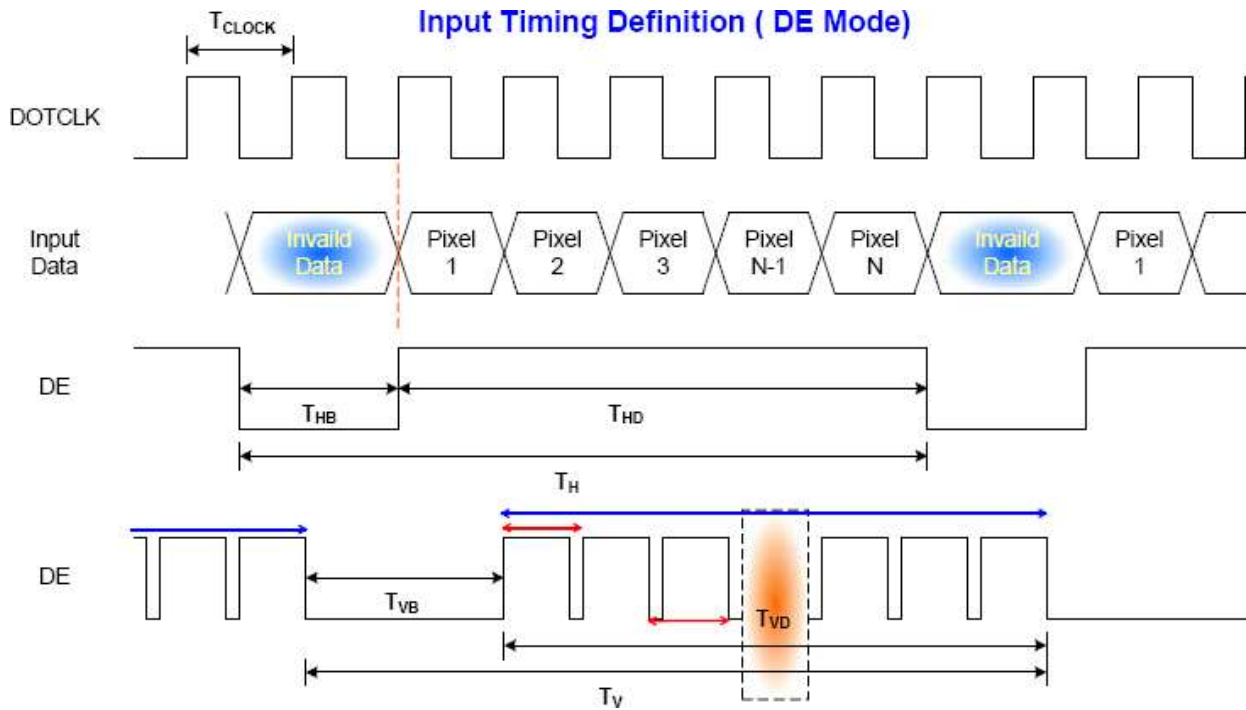 Input Timing Definition ( DE Mode)
TCLOCK
DOTCLK
Input
Data
Invaild
Data
Pixel
1
Pixel
2
Pixel
3
Pixel
N-1
Pixel
N
Invaild
Data
Pixel
1
DE
THB
THD
TH
DE
TVB
TVD
TV